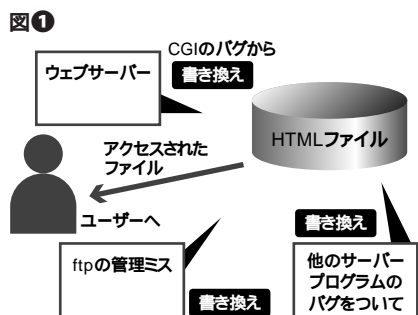 図❶
CGIのバグから
ウェブサーバー
書き換え
HTMLファイル
アクセスされた
ファイル
ユーザーへ
書き換え
ftpの管理ミス
他のサーバー
プログラムの
バグをついて
書き換え